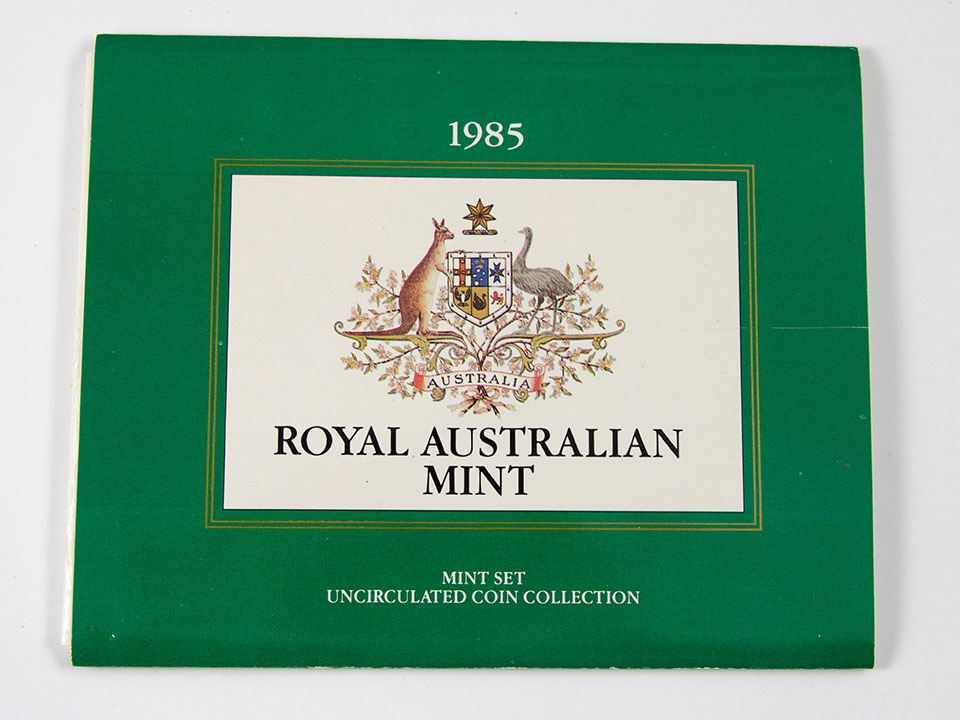 1985
AUSTRALIA
ROYAL AUSTRALIAN
MINT
MINT SET
UNCIRCULATED COIN COLLECTION